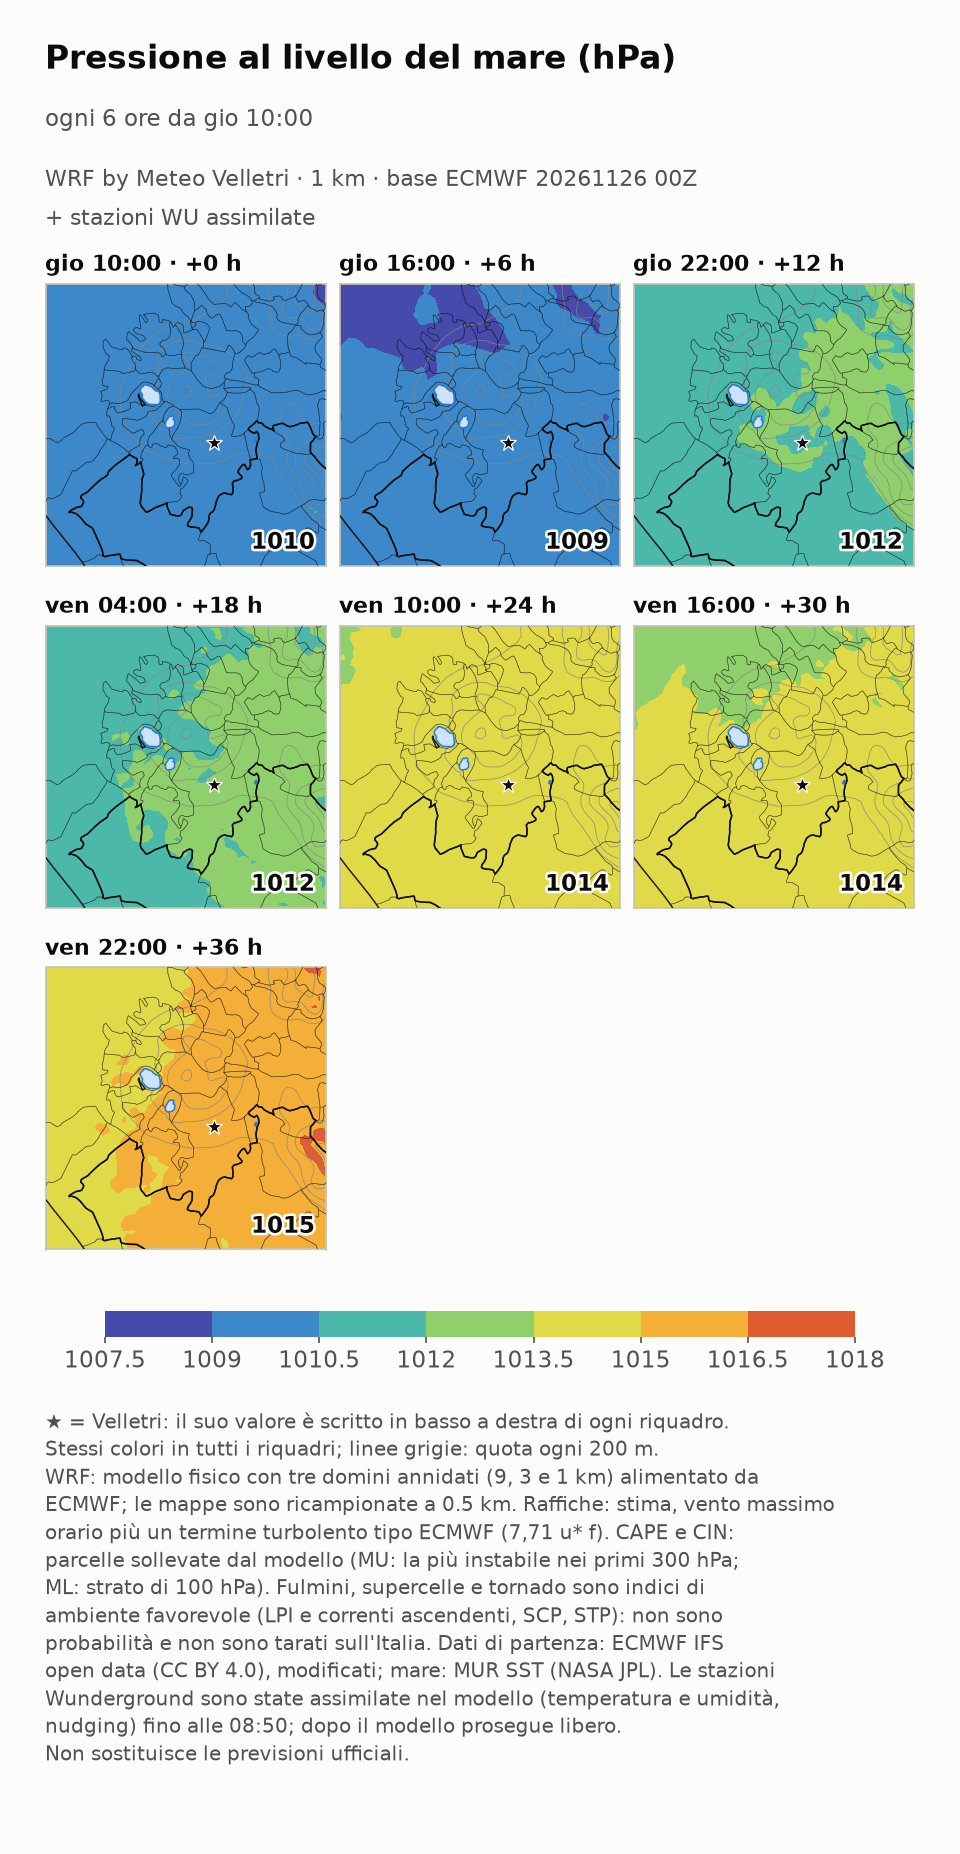 Pressione al livello del mare (hPa)
ogni 6 ore da gio 10:00
WRF by Meteo Velletri · 1 km · base ECMWF 20261126 00Z
+ stazioni WU assimilate
gio 10:00 · +0 h
gio 16:00 · +6 h
gio 22:00 · +12 h
1010
1009
1012
ven 04:00 · +18 h
ven 10:00 · +24 h
ven 16:00 · +30 h
1012
1014
1014
ven 22:00 · +36 h
1015
1007.5 1009 1010.5 1012 1013.5 1015 1016.5 1018
★ = Velletri: il suo valore è scritto in basso a destra di ogni riquadro.
Stessi colori in tutti i riquadri; linee grigie: quota ogni 200 m.
WRF: modello fisico con tre domini annidati (9, 3 e 1 km) alimentato da
ECMWF; le mappe sono ricampionate a 0.5 km. Raffiche: stima, vento massimo
orario più un termine turbolento tipo ECMWF (7,71 u* f). CAPE e CIN:
parcelle sollevate dal modello (MU: la più instabile nei primi 300 hPa;
ML: strato di 100 hPa). Fulmini, supercelle e tornado sono indici di
ambiente favorevole (LPI e correnti ascendenti, SCP, STP): non sono
probabilità e non sono tarati sull'Italia. Dati di partenza: ECMWF IFS
open data (CC BY 4.0), modificati; mare: MUR SST (NASA JPL). Le stazioni
Wunderground sono state assimilate nel modello (temperatura e umidità,
nudging) fino alle 08:50; dopo il modello prosegue libero.
Non sostituisce le previsioni ufficiali.